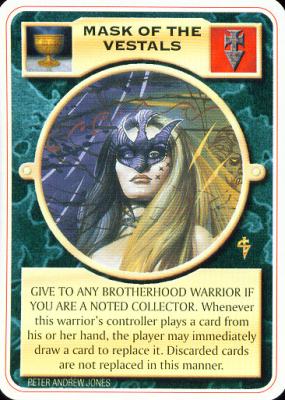 MASK OF THE
VESTALS
GIVE TO ANY BROTHERHOOD WARRIOR IF
YOU ARE A NOTED COLLECTOR. Whenever
this warrior's controller plays a card from
his or her hand, the player may immediately
draw a card to replace it. Discarded cards
are not replaced in this manner.
PETER ANDREW JONES